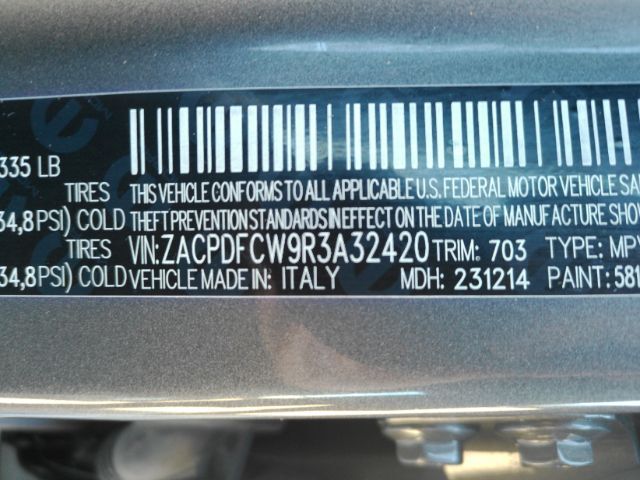 335 LB
TIRES THIS VEHICLE CONFORMS TO ALL APPLICABLE U.S. FEDERAL MOTOR VEHICLE SA
34,8PSI) COLD THEFT PREVENTION STANDARDS IN EFFECT ON THE DATE OF MANUFACTURE SHO
TIRES VIN: ZACPDFCW9R3A32420 TRIM: 703 TYPE: MP
34,8PSI) COLD VEHICLE MADE IN: ITALY MDH: 231214 PAINT: 581